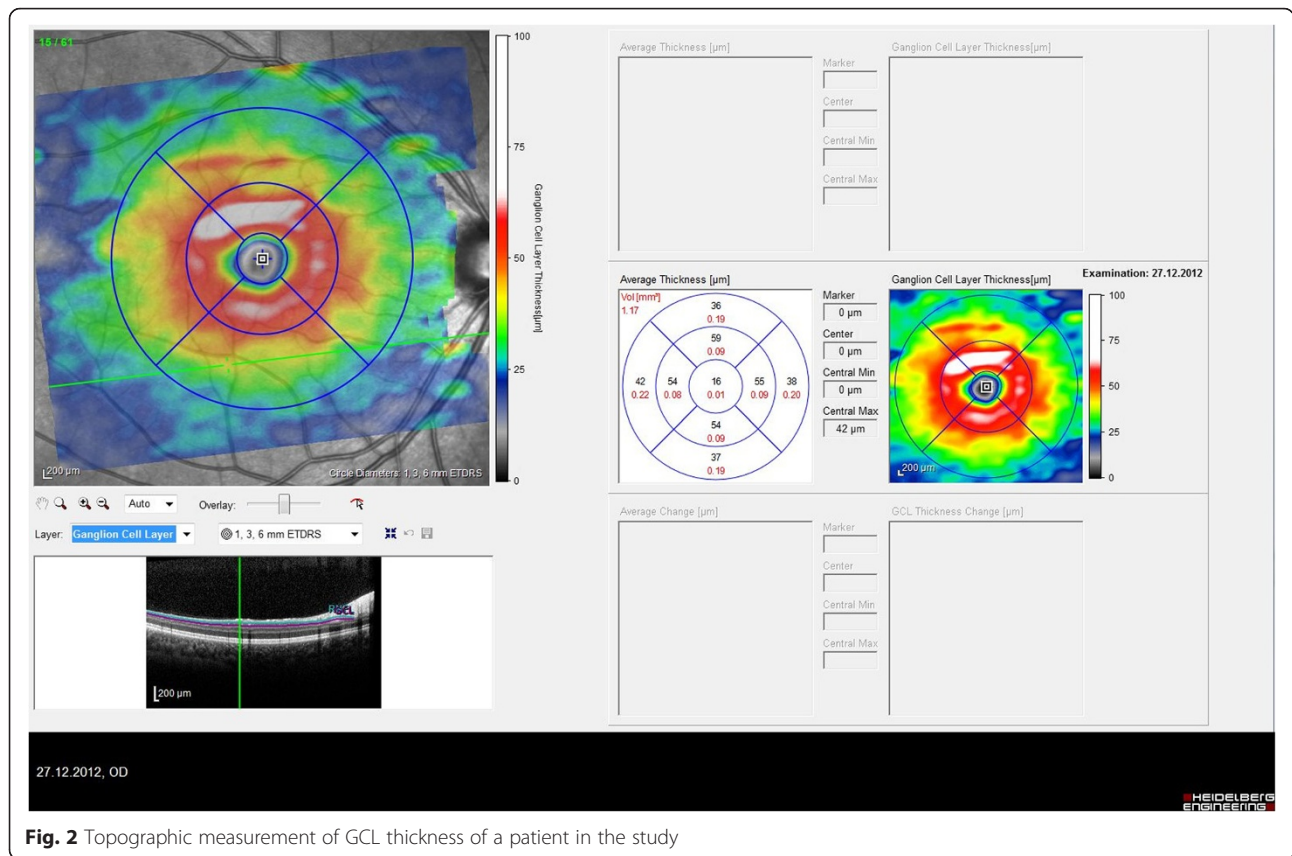 15 / 61
100
75
50
25
0
Ganglion Cell Layer Thickness[µm]
200 µm
Circle Diameters: 1, 3, 6 mm ETDRS
Auto
Overlay:
Layer: Ganglion Cell Layer
1, 3, 6 mm ETDRS
GCL
200 µm
Average Thickness [µm]
Marker
Center
Central Min
Central Max
Ganglion Cell Layer Thickness[µm]
Examination: 27.12.2012
Average Thickness [µm]
Vol [mm³]
1.17
36
0.19
59
0.09
42 54 16 55 38
0.22 0.08 0.01 0.09 0.20
54
0.09
37
0.19
Marker
0 µm
Center
0 µm
Central Min
0 µm
Central Max
42 µm
Ganglion Cell Layer Thickness[µm]
200 µm
100
75
50
25
0
Average Change [µm]
Marker
Center
Central Min
Central Max
GCL Thickness Change [µm]
27.12.2012, OD
HEIDELBERG
ENGINEERING
Fig. 2 Topographic measurement of GCL thickness of a patient in the study